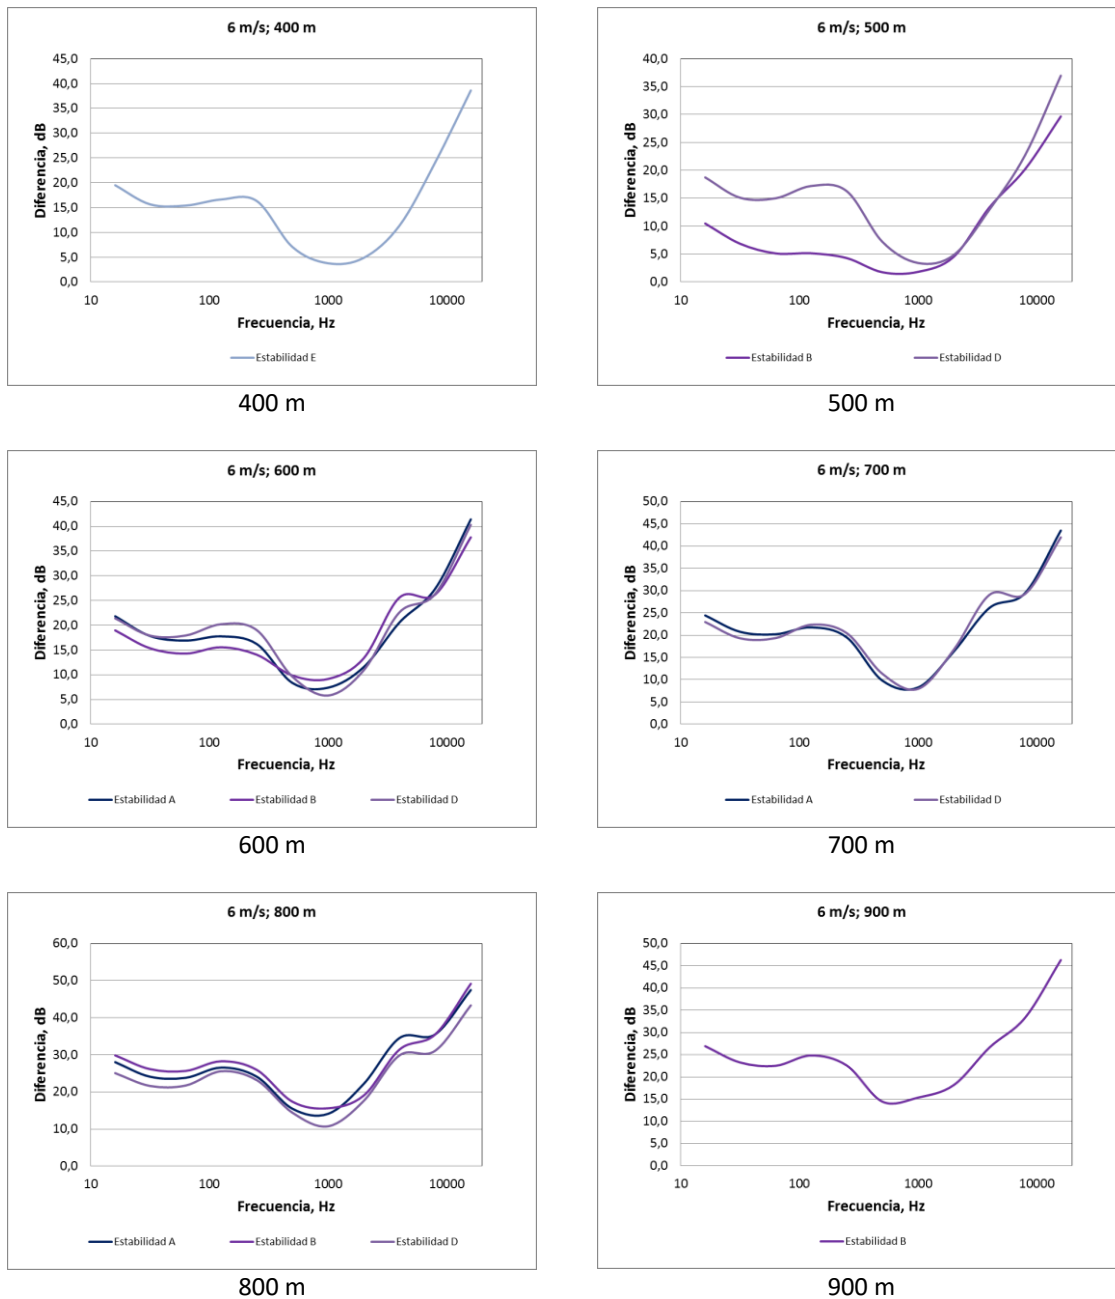 6 m/s; 400 m
45,0
40,0
35,0
30,0
25,0
20,0
15,0
10,0
5,0
0,0
Diferencia, dB
10 100 1000 10000
Frecuencia, Hz
Estabilidad E
400 m
6 m/s; 500 m
40,0
35,0
30,0
25,0
20,0
15,0
10,0
5,0
0,0
Diferencia, dB
10 100 1000 10000
Frecuencia, Hz
Estabilidad B Estabilidad D
500 m
6 m/s; 600 m
45,0
40,0
35,0
30,0
25,0
20,0
15,0
10,0
5,0
0,0
Diferencia, dB
10 100 1000 10000
Frecuencia, Hz
Estabilidad A Estabilidad B Estabilidad D
600 m
6 m/s; 700 m
50,0
45,0
40,0
35,0
30,0
25,0
20,0
15,0
10,0
5,0
0,0
Diferencia, dB
10 100 1000 10000
Frecuencia, Hz
Estabilidad A Estabilidad D
700 m
6 m/s; 800 m
60,0
50,0
40,0
30,0
20,0
10,0
0,0
Diferencia, dB
10 100 1000 10000
Frecuencia, Hz
Estabilidad A Estabilidad B Estabilidad D
800 m
6 m/s; 900 m
50,0
45,0
40,0
35,0
30,0
25,0
20,0
15,0
10,0
5,0
0,0
Diferencia, dB
10 100 1000 10000
Frecuencia, Hz
Estabilidad B
900 m